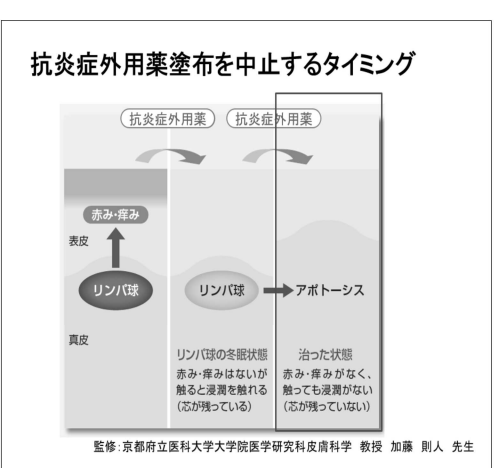 抗炎症外用薬塗布を中止するタイミング
抗炎症外用薬
抗炎症外用薬
赤み・痒み
表皮
リンパ球
リンパ球
アポトーシス
真皮
リンパ球の冬眠状態
赤み・痒みはないが
触ると浸潤を触れる
（芯が残っている）
治った状態
赤み・痒みがなく、
触っても浸潤がない
（芯が残っていない）
監修：京都府立医科大学大学院医学研究科皮膚科学 教授 加藤 則人 先生